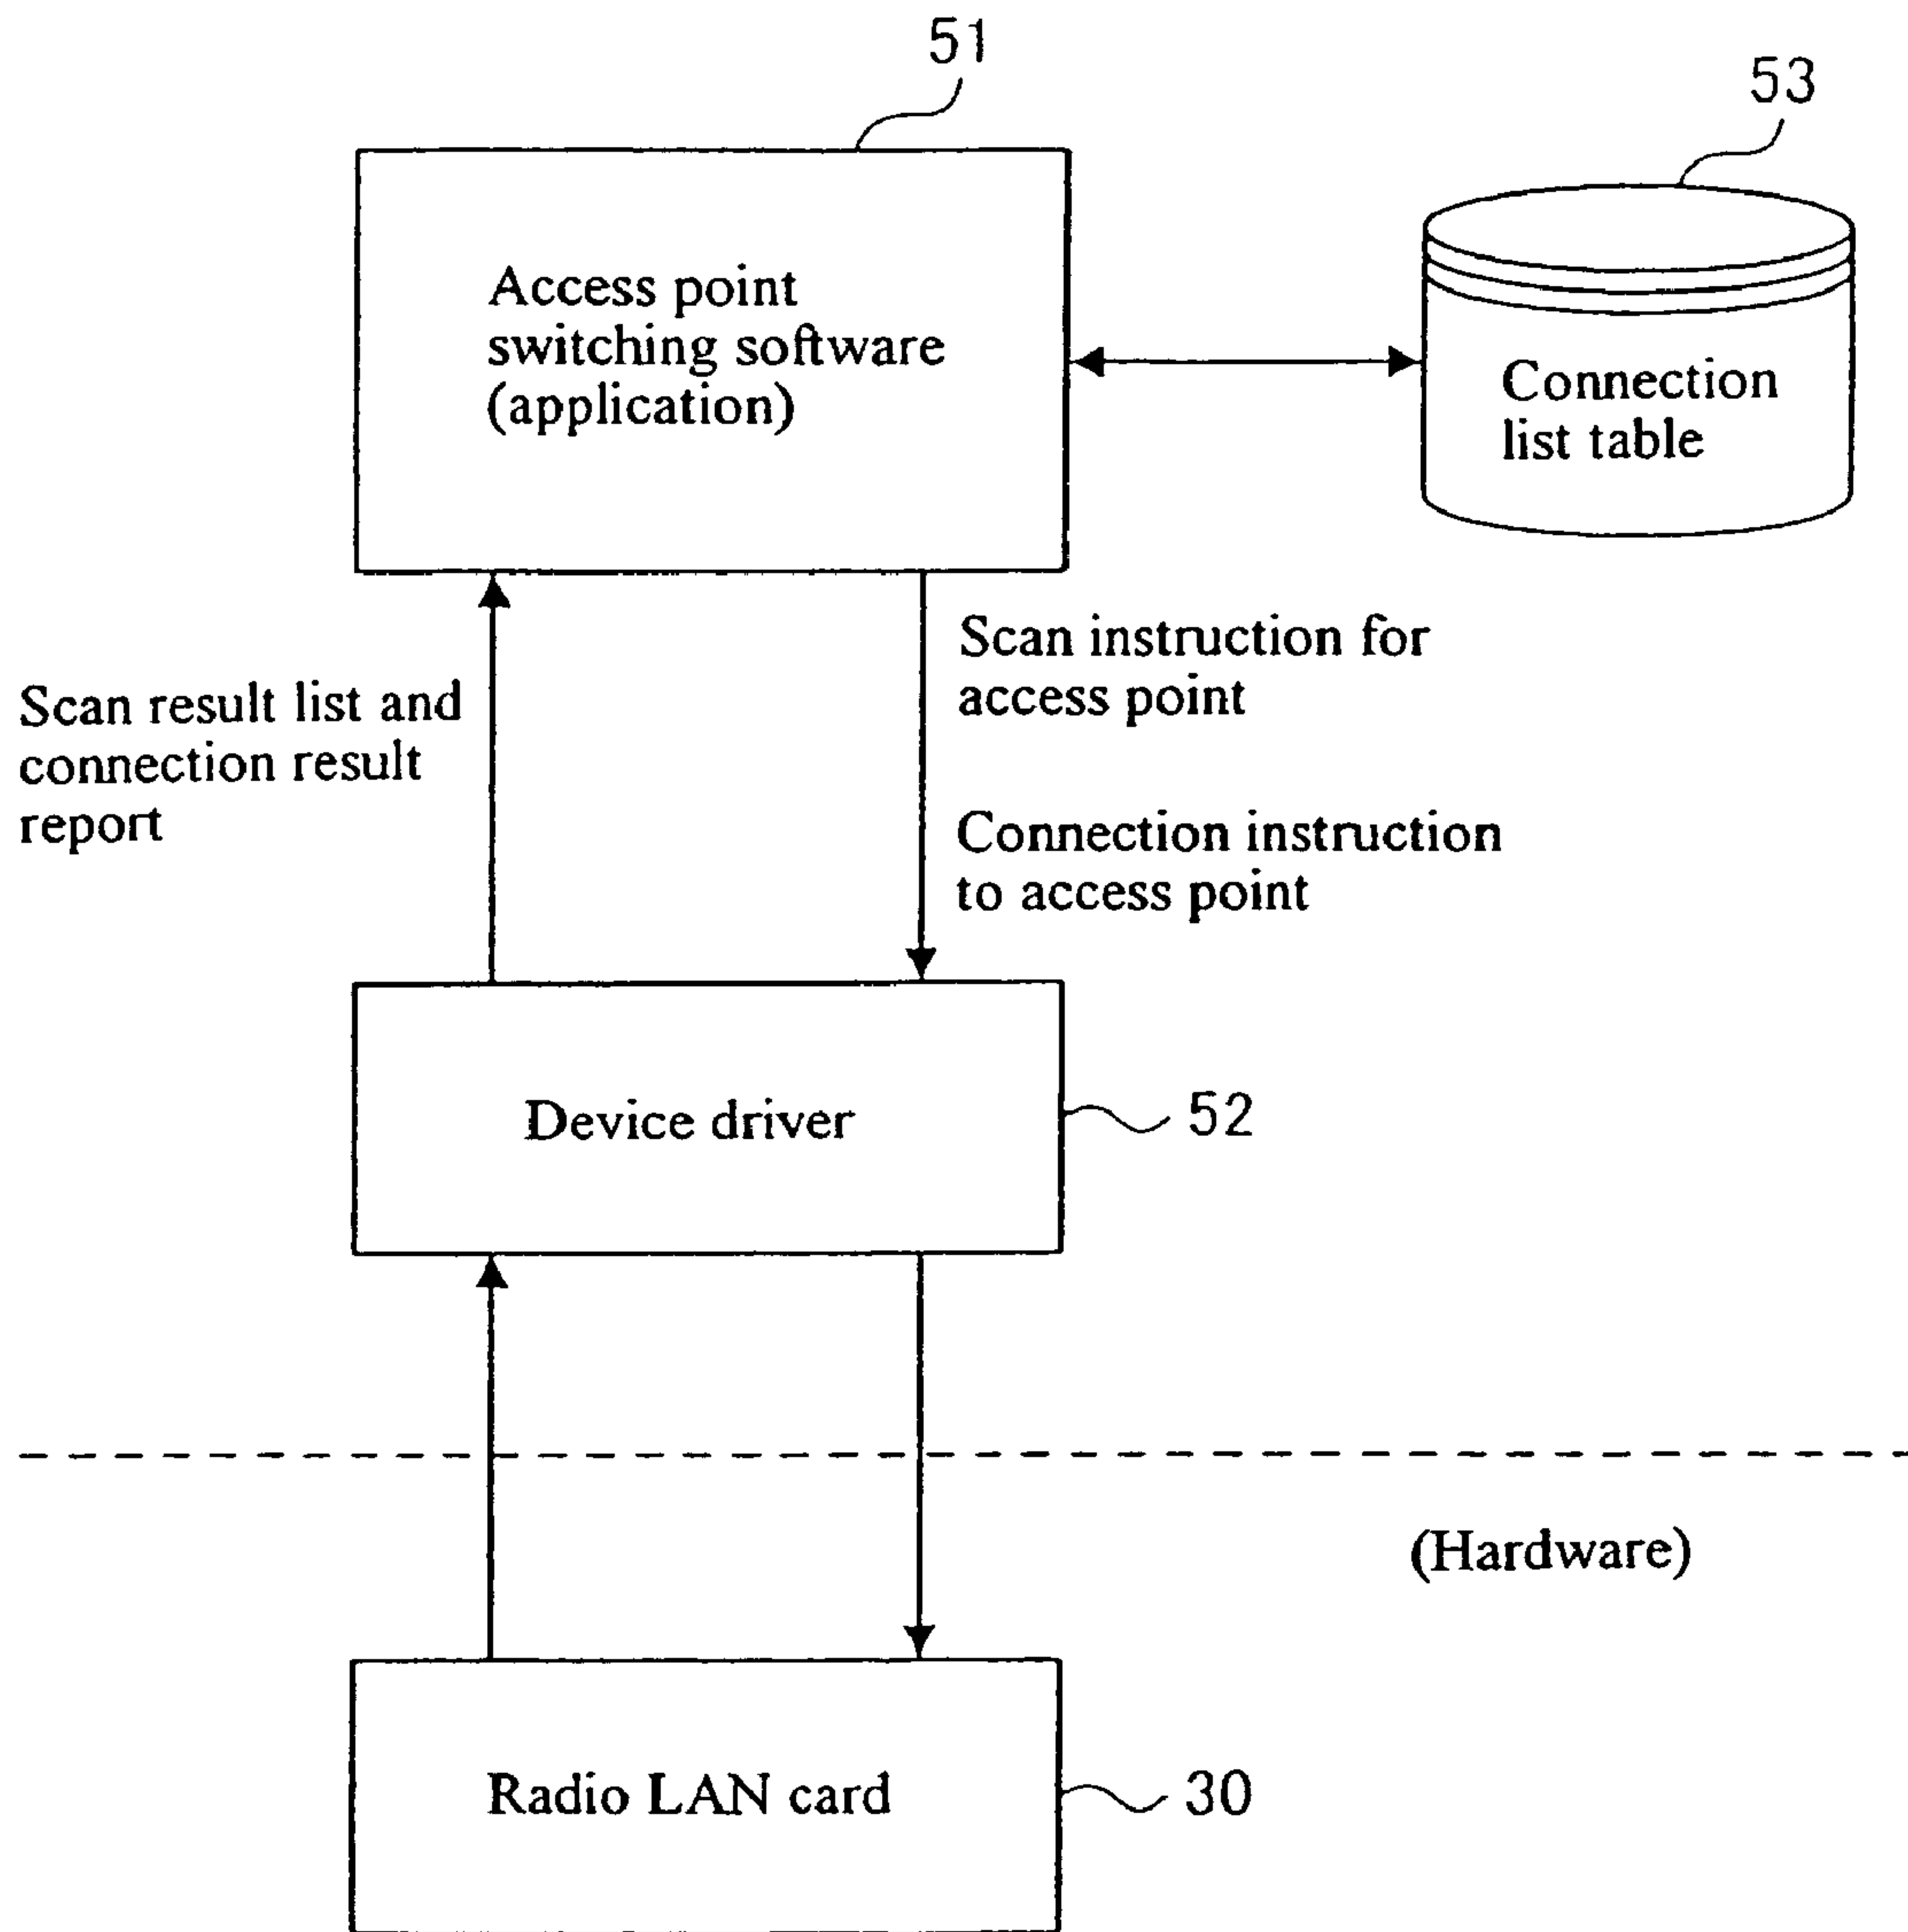 51
53
Access point
switching software
(application)
Connection
list table
Scan instruction for
access point
Scan result list and
connection result
report
Connection instruction
to access point
Device driver
52
(Hardware)
Radio LAN card
30